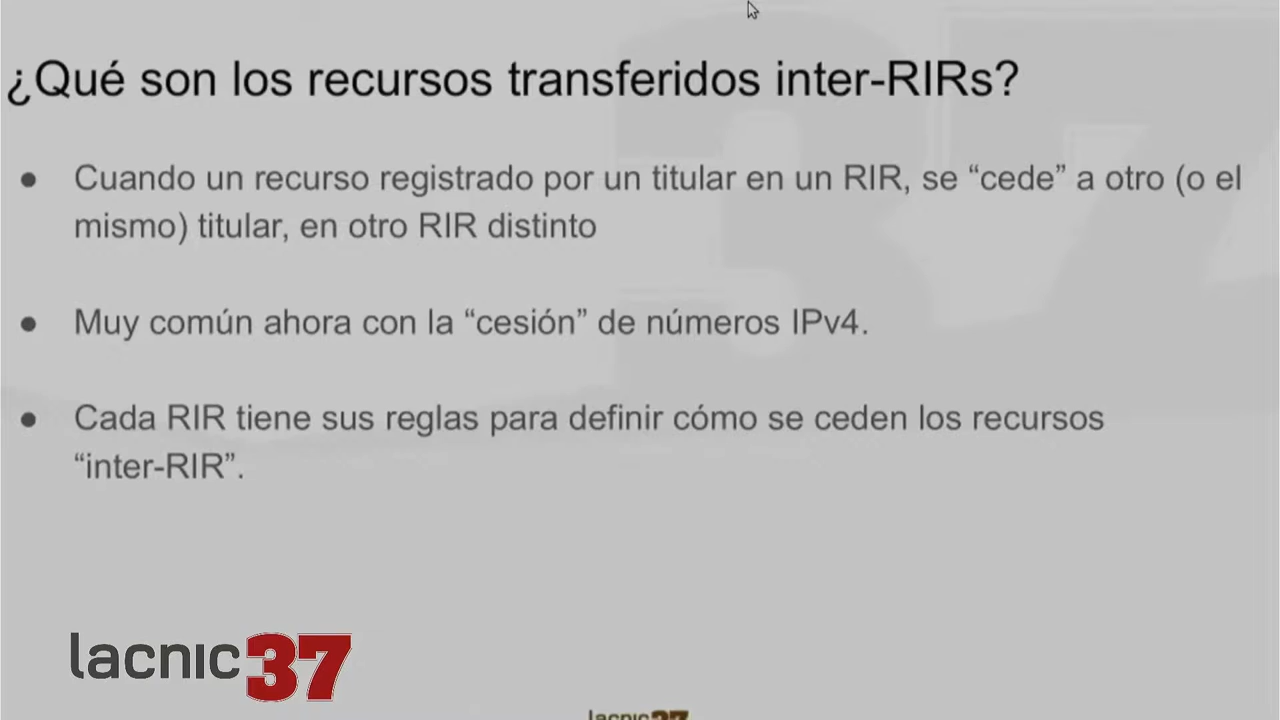 ¿Qué son los recursos transferidos inter-RIRs?
● Cuando un recurso registrado por un titular en un RIR, se “cede” a otro (o el
mismo) titular, en otro RIR distinto
● Muy común ahora con la “cesión” de números IPv4.
● Cada RIR tiene sus reglas para definir cómo se ceden los recursos
“inter-RIR”.
lacnic37
lacnic37